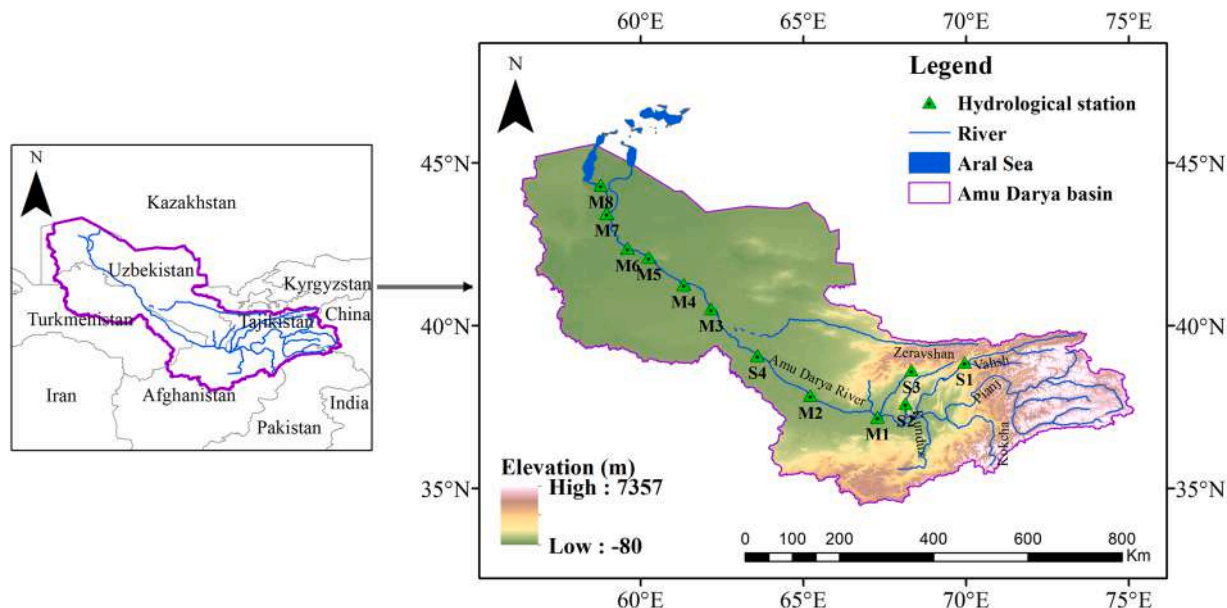 N
Kazakhstan
Uzbekistan
Kyrgyzstan
China
Turkmenistan
Tajikistan
Iran
Afghanistan
India
Pakistan
60°E 65°E 70°E 75°E
N
Legend
Hydrological station
River
Aral Sea
Amu Darya basin
45°N
40°N
35°N
M8
M7
M6
M5
M4
M3
S4
Amu Darya River
M2
M1
Zeravshan
S3
S1
Vahsh
S2
Pianj
Kunduz
Kokcha
Elevation (m)
High : 7357
Low : -80
0 100 200 400 600 800
Km
45°N
40°N
35°N
60°E 65°E 70°E 75°E